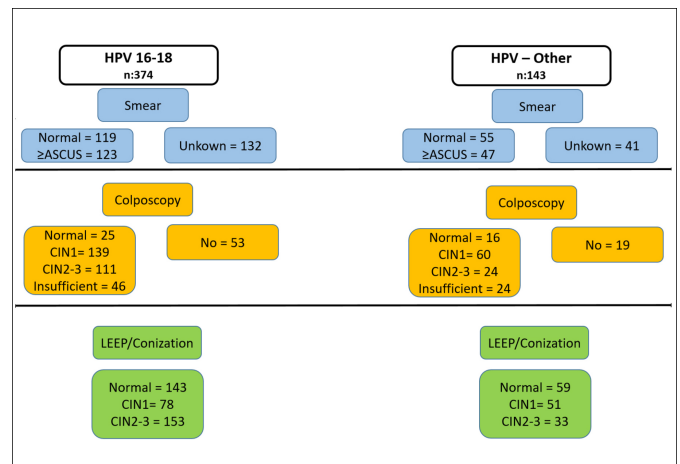 HPV 16-18
n:374
Smear
Normal = 119
≥ASCUS = 123
Unkown = 132
Colposcopy
Normal = 25
CIN1= 139
CIN2-3 = 111
Insufficient = 46
No = 53
LEEP/Conization
Normal = 143
CIN1= 78
CIN2-3 = 153
HPV – Other
n:143
Smear
Normal = 55
≥ASCUS = 47
Unkown = 41
Colposcopy
Normal = 16
CIN1= 60
CIN2-3 = 24
Insufficient = 24
No = 19
LEEP/Conization
Normal = 59
CIN1= 51
CIN2-3 = 33